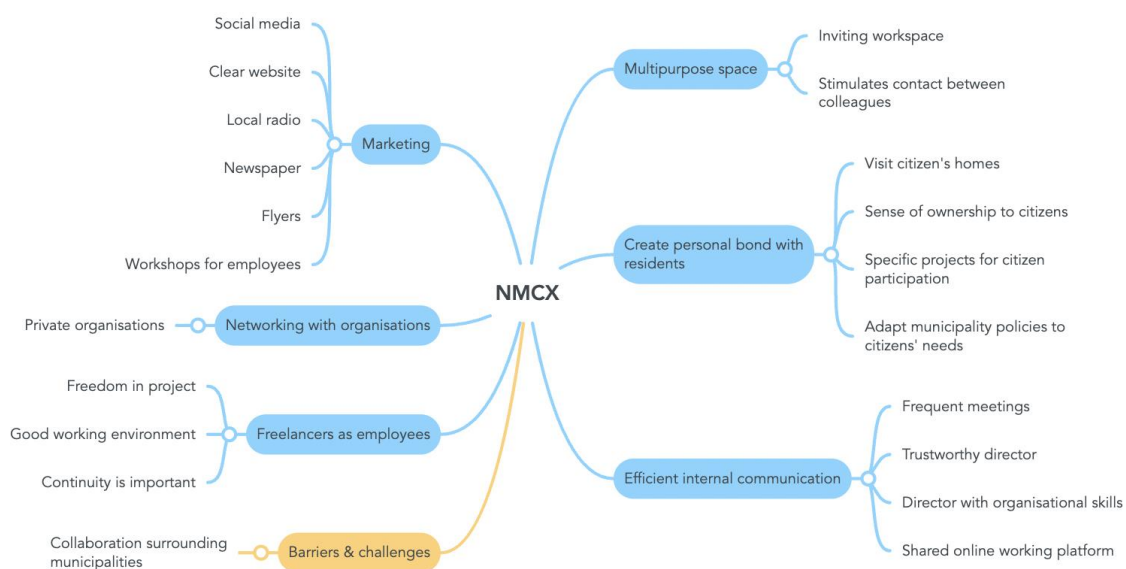 Social media
Clear website
Local radio
Newspaper
Flyers
Workshops for employees
Marketing
Private organisations
Networking with organisations
Freedom in project
Good working environment
Continuity is important
Freelancers as employees
Collaboration surrounding
municipalities
Barriers & challenges
NMCX
Multipurpose space
Inviting workspace
Stimulates contact between
colleagues
Create personal bond with
residents
Visit citizen's homes
Sense of ownership to citizens
Specific projects for citizen
participation
Adapt municipality policies to
citizens' needs
Efficient internal communication
Frequent meetings
Trustworthy director
Director with organisational skills
Shared online working platform